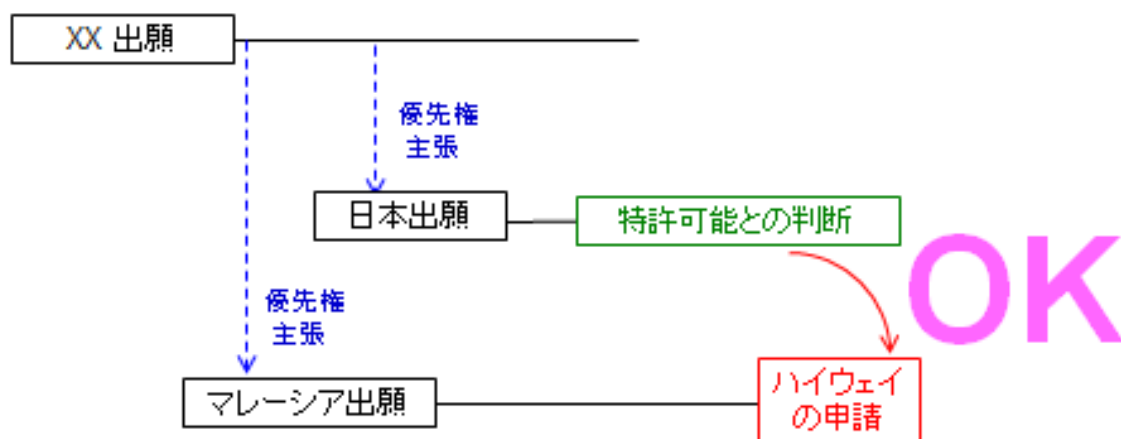 XX 出願
優先権
主張
日本出願
特許可能との判断
OK
優先権
主張
マレーシア出願
ハイウェイ
の申請